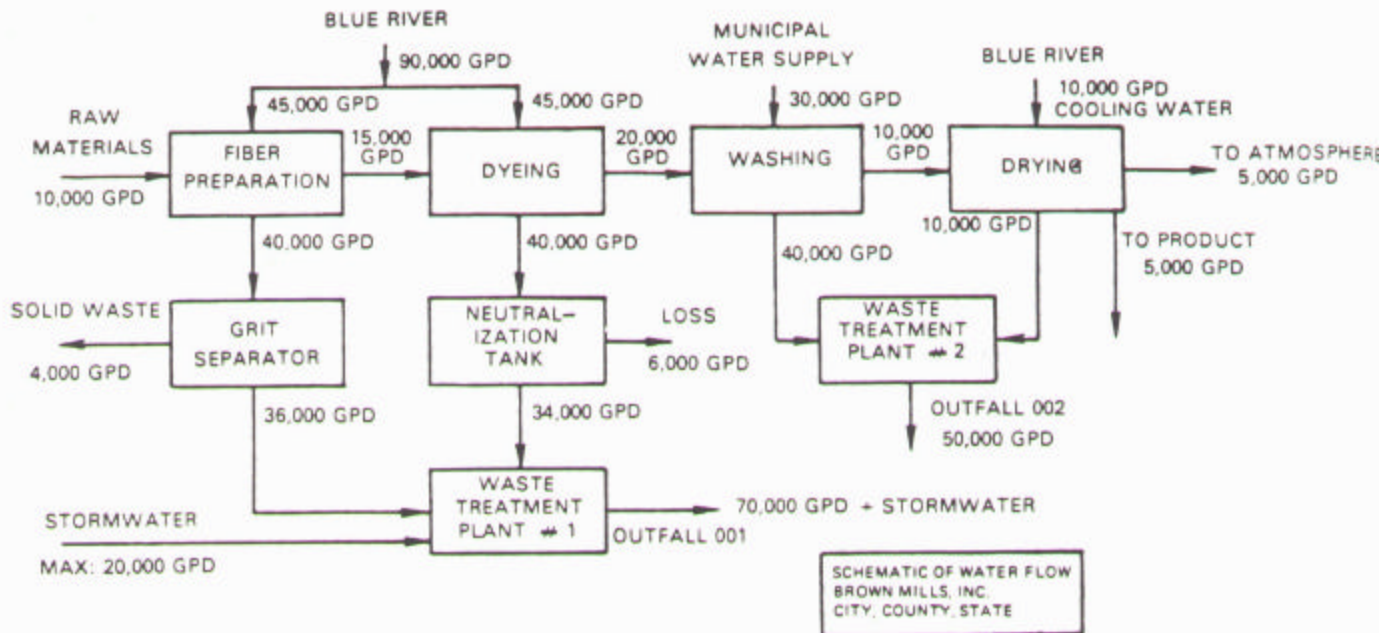 BLUE RIVER
90,000 GPD
MUNICIPAL
WATER SUPPLY
BLUE RIVER
45,000 GPD
45,000 GPD
30,000 GPD
10,000 GPD
COOLING WATER
RAW
MATERIALS
10,000 GPD
FIBER
PREPARATION
15,000
GPD
DYEING
20,000
GPD
WASHING
10,000
GPD
DRYING
TO ATMOSPHERE
5,000 GPD
40,000 GPD
40,000 GPD
40,000 GPD
10,000 GPD
TO PRODUCT
5,000 GPD
SOLID WASTE
4,000 GPD
GRIT
SEPARATOR
NEUTRAL-
IZATION
TANK
LOSS
6,000 GPD
WASTE
TREATMENT
PLANT # 2
36,000 GPD
34,000 GPD
OUTFALL 002
50,000 GPD
STORMWATER
MAX: 20,000 GPD
WASTE
TREATMENT
PLANT # 1
70,000 GPD + STORMWATER
OUTFALL 001
SCHEMATIC OF WATER FLOW
BROWN MILLS, INC.
CITY, COUNTY, STATE